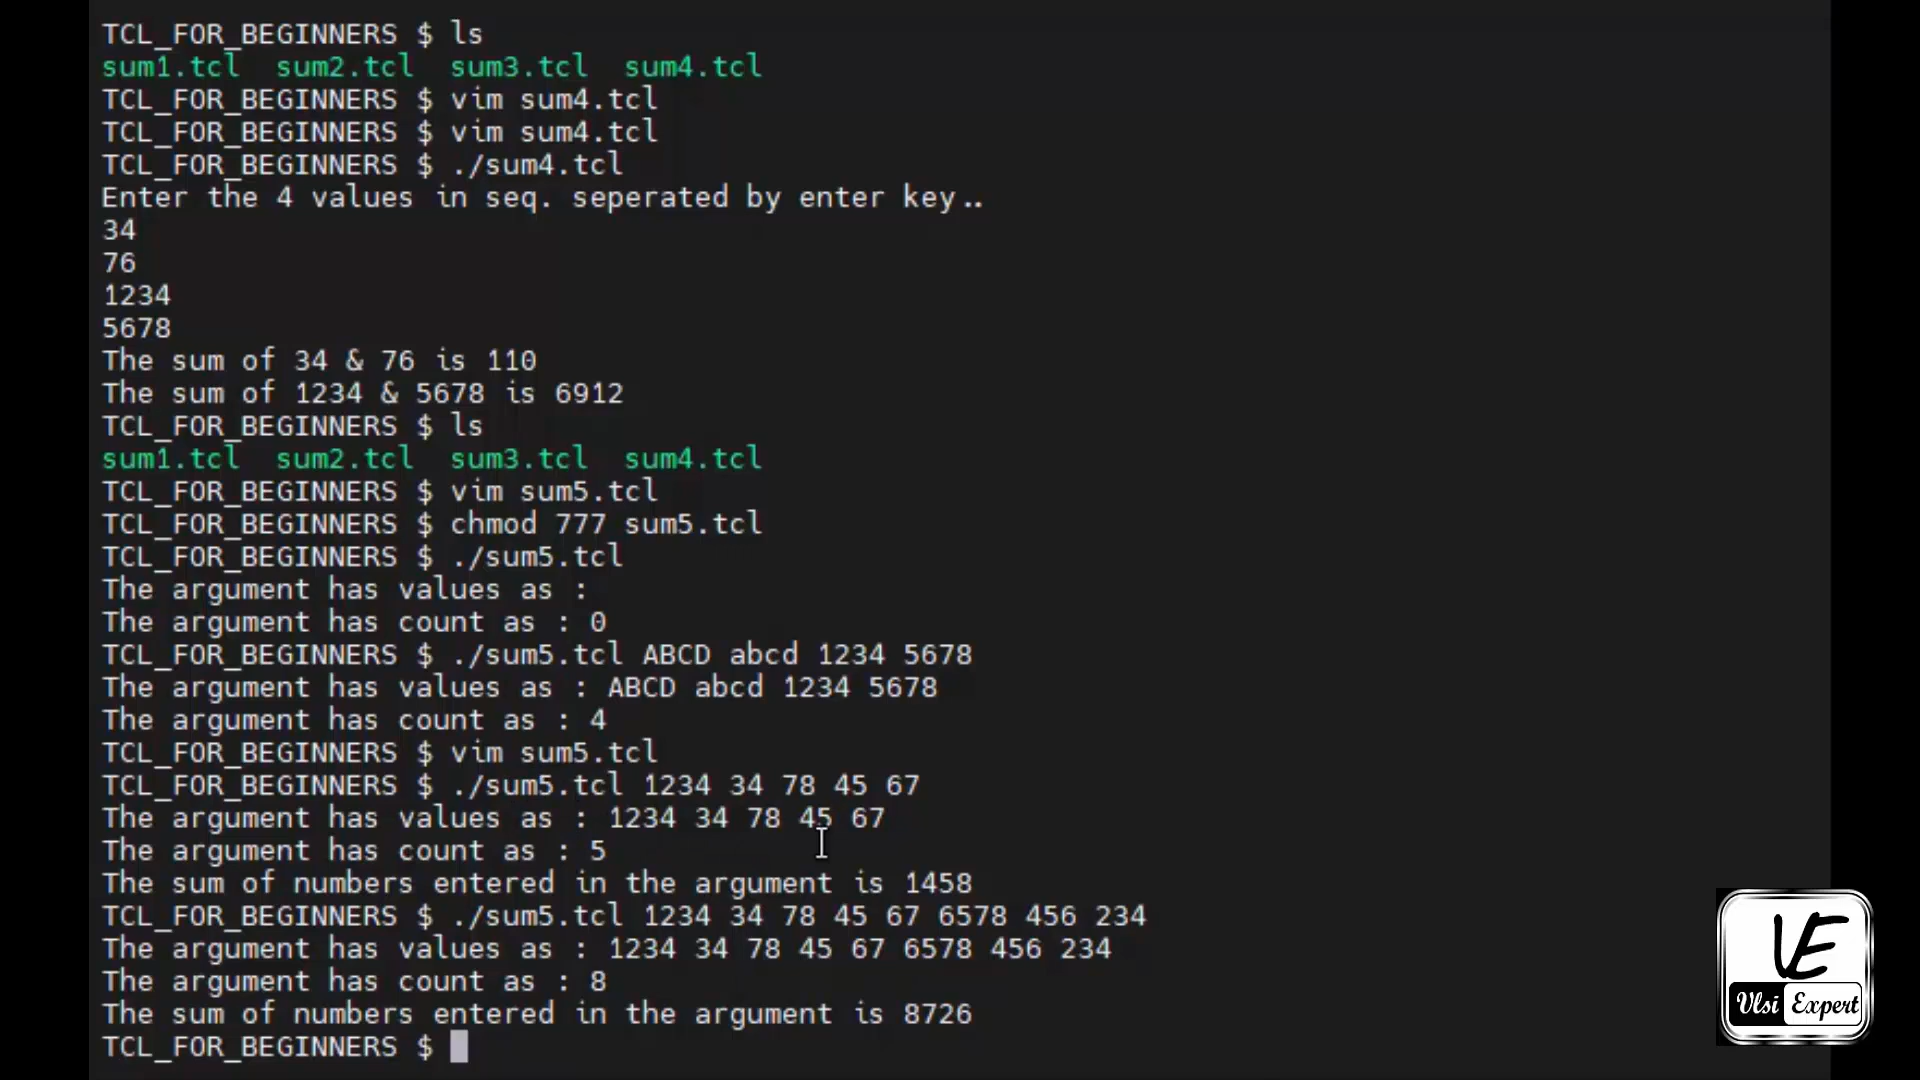 TCL_FOR_BEGINNERS $ ls
sum1.tcl  sum2.tcl  sum3.tcl  sum4.tcl
TCL_FOR_BEGINNERS $ vim sum4.tcl
TCL_FOR_BEGINNERS $ vim sum4.tcl
TCL_FOR_BEGINNERS $ ./sum4.tcl
Enter the 4 values in seq. seperated by enter key..
34
76
1234
5678
The sum of 34 & 76 is 110
The sum of 1234 & 5678 is 6912
TCL_FOR_BEGINNERS $ ls
sum1.tcl  sum2.tcl  sum3.tcl  sum4.tcl
TCL_FOR_BEGINNERS $ vim sum5.tcl
TCL_FOR_BEGINNERS $ chmod 777 sum5.tcl
TCL_FOR_BEGINNERS $ ./sum5.tcl
The argument has values as :
The argument has count as : 0
TCL_FOR_BEGINNERS $ ./sum5.tcl ABCD abcd 1234 5678
The argument has values as : ABCD abcd 1234 5678
The argument has count as : 4
TCL_FOR_BEGINNERS $ vim sum5.tcl
TCL_FOR_BEGINNERS $ ./sum5.tcl 1234 34 78 45 67
The argument has values as : 1234 34 78 45 67
The argument has count as : 5
The sum of numbers entered in the argument is 1458
TCL_FOR_BEGINNERS $ ./sum5.tcl 1234 34 78 45 67 6578 456 234
The argument has values as : 1234 34 78 45 67 6578 456 234
The argument has count as : 8
The sum of numbers entered in the argument is 8726
TCL_FOR_BEGINNERS $
VE
Vlsi Expert